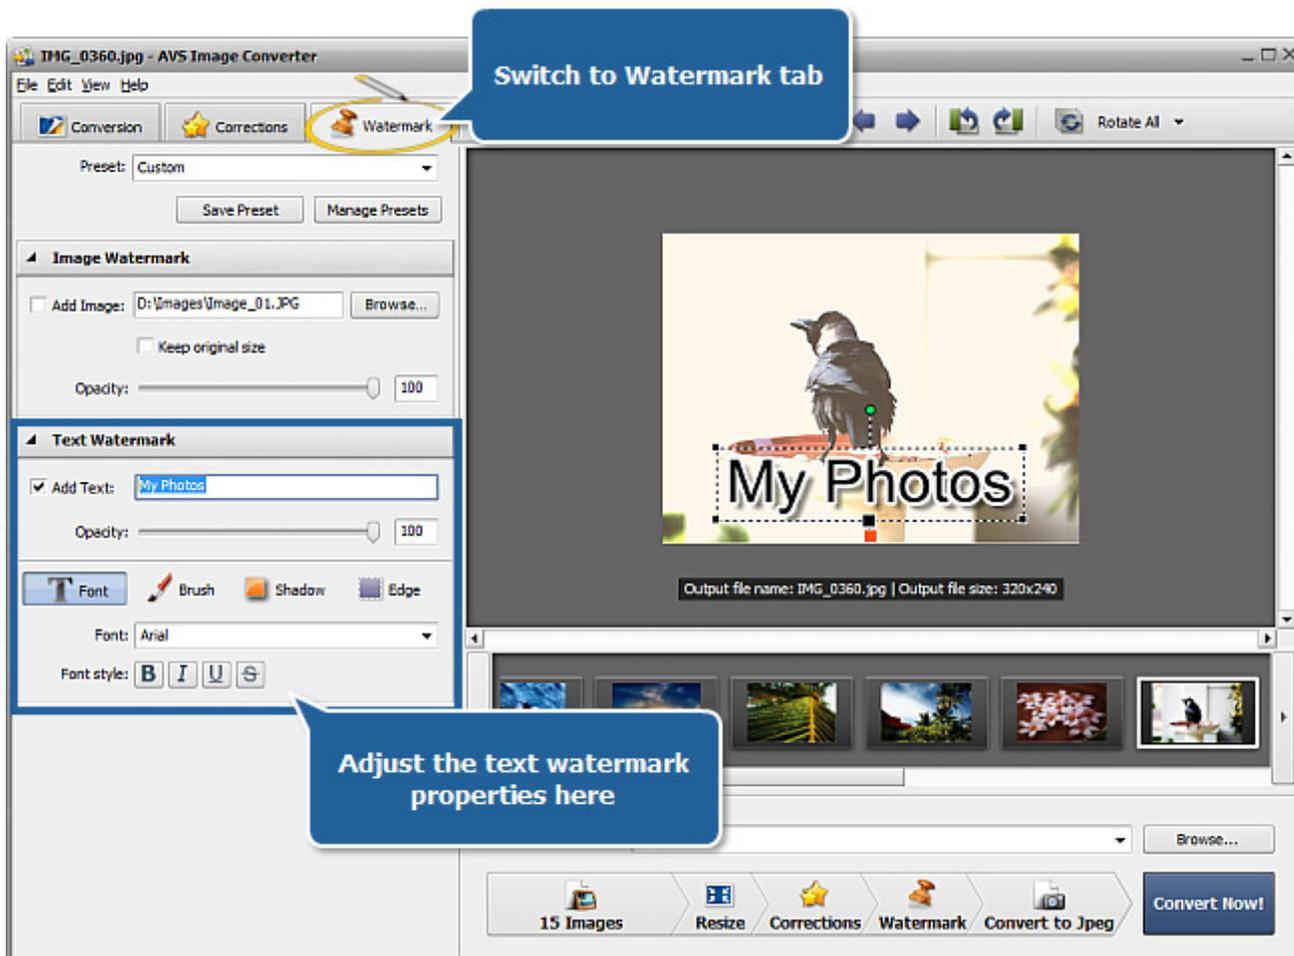 IMG_0360.jpg - AVS Image Converter
Switch to Watermark tab
File Edit View Help
Conversion
Corrections
Watermark
Rotate All
Preset: Custom
Save Preset
Manage Presets
Image Watermark
Add Image: D:\Images\Image_01.JPG Browse...
Keep original size
Opacity: 100
Text Watermark
Add Text: My Photos
Opacity: 100
T Font
Brush
Shadow
Edge
Font: Arial
Font style: B I U S
My Photos
Output file name: IMG_0360.jpg | Output file size: 320x240
Adjust the text watermark
properties here
Browse...
15 Images
Resize
Corrections
Watermark
Convert to Jpeg
Convert Now!